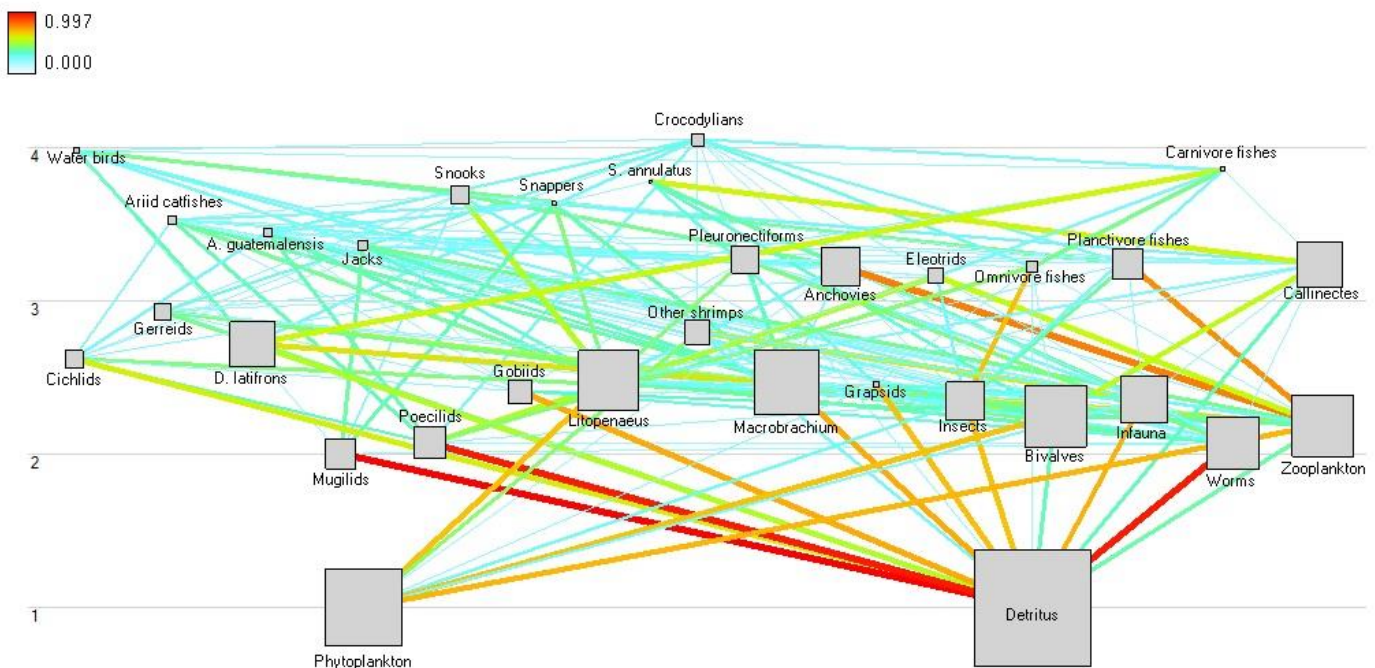 0.997
0.000
Crocodylians
4
Water birds
Carnivore fishes
Snooks
Snappers
S. annulatus
Ariid catfishes
A. guatemalensis
Jacks
Pleuronectiforms
Anchovies
Eleotrids
Omnivore fishes
Planctivore fishes
Callinectes
3
Gerreids
Other shrimps
Cichlids
D. latifrons
Gobiids
Litopenaeus
Macrobrachium
Grapsids
Insects
Bivalves
Infauna
Poecilids
2
Mugilids
Worms
Zooplankton
1
Phytoplankton
Detritus